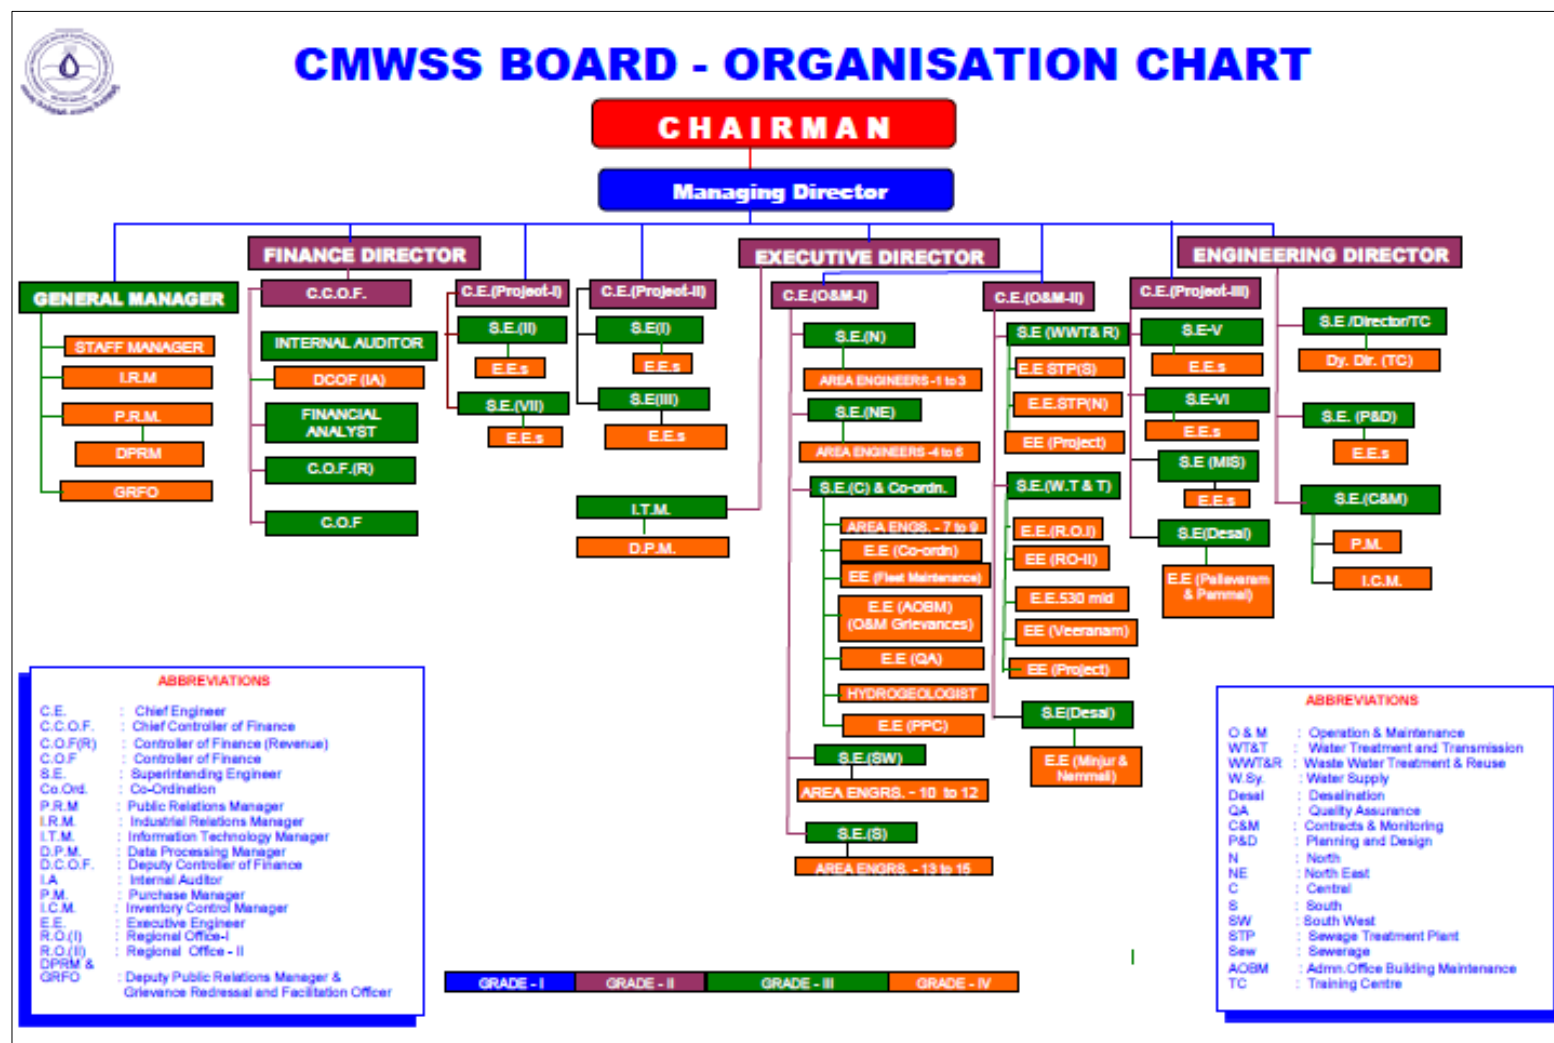 CMWSS BOARD - ORGANISATION CHART
CHAIRMAN
Managing Director
FINANCE DIRECTOR
EXECUTIVE DIRECTOR
ENGINEERING DIRECTOR
GENERAL MANAGER
STAFF MANAGER
I.R.M
P.R.M.
DPRM
GRFO
C.C.O.F.
INTERNAL AUDITOR
DCOF (IA)
FINANCIAL
ANALYST
C.O.F.(R)
C.O.F
C.E.(Project-I)
S.E.(II)
E.E.s
S.E.(VII)
E.E.s
C.E.(Project-II)
S.E(I)
E.E.s
S.E(III)
E.E.s
I.T.M.
D.P.M.
C.E.(O&M-I)
S.E.(N)
AREA ENGINEERS -1 to 3
S.E.(NE)
AREA ENGINEERS -4 to 6
S.E.(C) & Co-ordn.
AREA ENGS. - 7 to 9
E.E (Co-ordn)
EE (Fleet Maintenance)
E.E (AOBM)
(O&M Grievances)
E.E (QA)
HYDROGEOLOGIST
E.E (PPC)
S.E.(SW)
AREA ENGRS. - 10 to 12
S.E.(S)
AREA ENGRS. - 13 to 15
C.E.(O&M-II)
S.E (WWT& R)
E.E STP(S)
E.E.STP(N)
EE (Project)
S.E.(W.T & T)
E.E.(R.O.I)
EE (RO-II)
E.E.530 mld
EE (Veeranam)
EE (Project)
S.E(Desal)
E.E (Minjur &
Nemmeli)
C.E.(Project-III)
S.E-V
E.E.s
S.E-VI
E.E.s
S.E (MIS)
E.E.s
S.E(Desal)
E.E (Pallavaram
& Pammal)
S.E /Director/TC
Dy. Dir. (TC)
S.E. (P&D)
E.E.s
S.E.(C&M)
P.M.
I.C.M.
ABBREVIATIONS
C.E. : Chief Engineer
C.C.O.F. : Chief Controller of Finance
C.O.F(R) : Controller of Finance (Revenue)
C.O.F : Controller of Finance
S.E. : Superintending Engineer
Co.Ord. : Co-Ordination
P.R.M : Public Relations Manager
I.R.M. : Industrial Relations Manager
I.T.M. : Information Technology Manager
D.P.M. : Data Processing Manager
D.C.O.F. : Deputy Controller of Finance
I.A : Internal Auditor
P.M. : Purchase Manager
I.C.M. : Inventory Control Manager
E.E. : Executive Engineer
R.O.(I) : Regional Office-I
R.O.(II) : Regional Office - II
DPRM &
GRFO : Deputy Public Relations Manager &
Grievance Redressal and Facilitation Officer
GRADE - I GRADE - II GRADE - III GRADE - IV
ABBREVIATIONS
O & M : Operation & Maintenance
WT&T : Water Treatment and Transmission
WWT&R : Waste Water Treatment & Reuse
W.Sy. : Water Supply
Desal : Desalination
QA : Quality Assurance
C&M : Contracts & Monitoring
P&D : Planning and Design
N : North
NE : North East
C : Central
S : South
SW : South West
STP : Sewage Treatment Plant
Sew : Sewerage
AOBM : Admn.Office Building Maintenance
TC : Training Centre